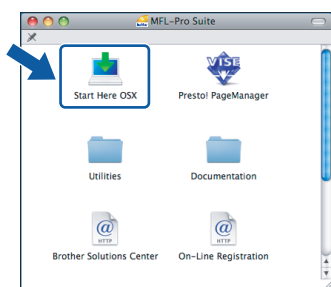 MFL-Pro Suite
VISE
Start Here OSX
Presto! PageManager
Utilities
Documentation
@
HTTP
@
HTTP
Brother Solutions Center
On-Line Registration